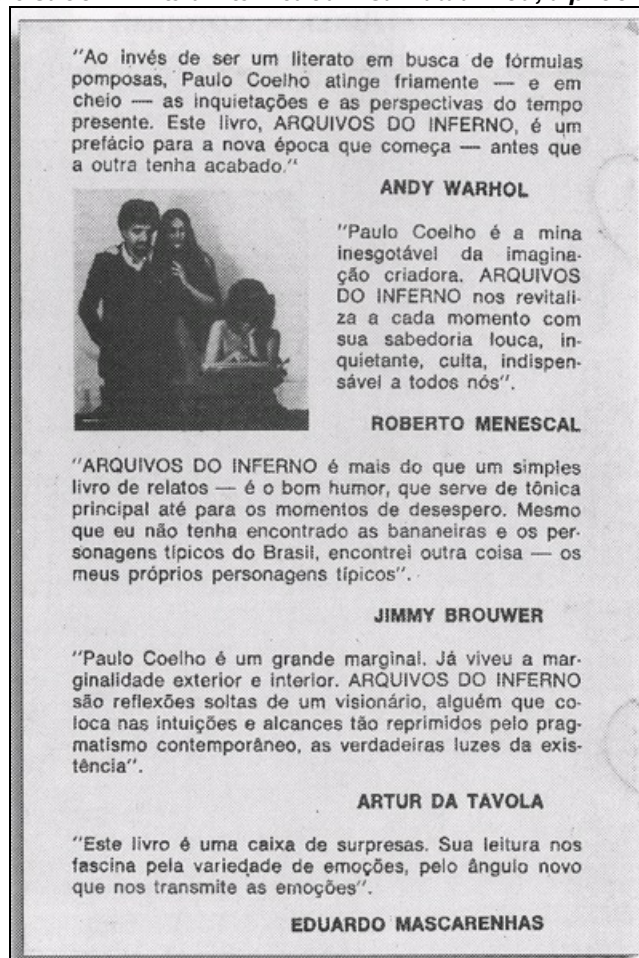 "Ao invés de ser um literato em busca de fórmulas
pomposas, Paulo Coelho atinge friamente — e em
cheio — as inquietações e as perspectivas do tempo
presente. Este livro, ARQUIVOS DO INFERNO, é um
prefácio para a nova época que começa — antes que
a outra tenha acabado."
ANDY WARHOL
"Paulo Coelho é a mina
inesgotável da imagina-
ção criadora. ARQUIVOS
DO INFERNO nos revitali-
za a cada momento com
sua sabedoria louca, in-
quietante, culta, indispen-
sável a todos nós".
ROBERTO MENESCAL
"ARQUIVOS DO INFERNO é mais do que um simples
livro de relatos — é o bom humor, que serve de tônica
principal até para os momentos de desespero. Mesmo
que eu não tenha encontrado as bananeiras e os per-
sonagens típicos do Brasil, encontrei outra coisa — os
meus próprios personagens típicos".
JIMMY BROUWER
"Paulo Coelho é um grande marginal. Já viveu a mar-
ginalidade exterior e interior. ARQUIVOS DO INFERNO
são reflexões soltas de um visionário, alguém que co-
loca nas intuições e alcances tão reprimidos pelo prag-
matismo contemporâneo, as verdadeiras luzes da exis-
tência".
ARTUR DA TAVOLA
"Este livro é uma caixa de surpresas. Sua leitura nos
fascina pela variedade de emoções, pelo ângulo novo
que nos transmite as emoções".
EDUARDO MASCARENHAS